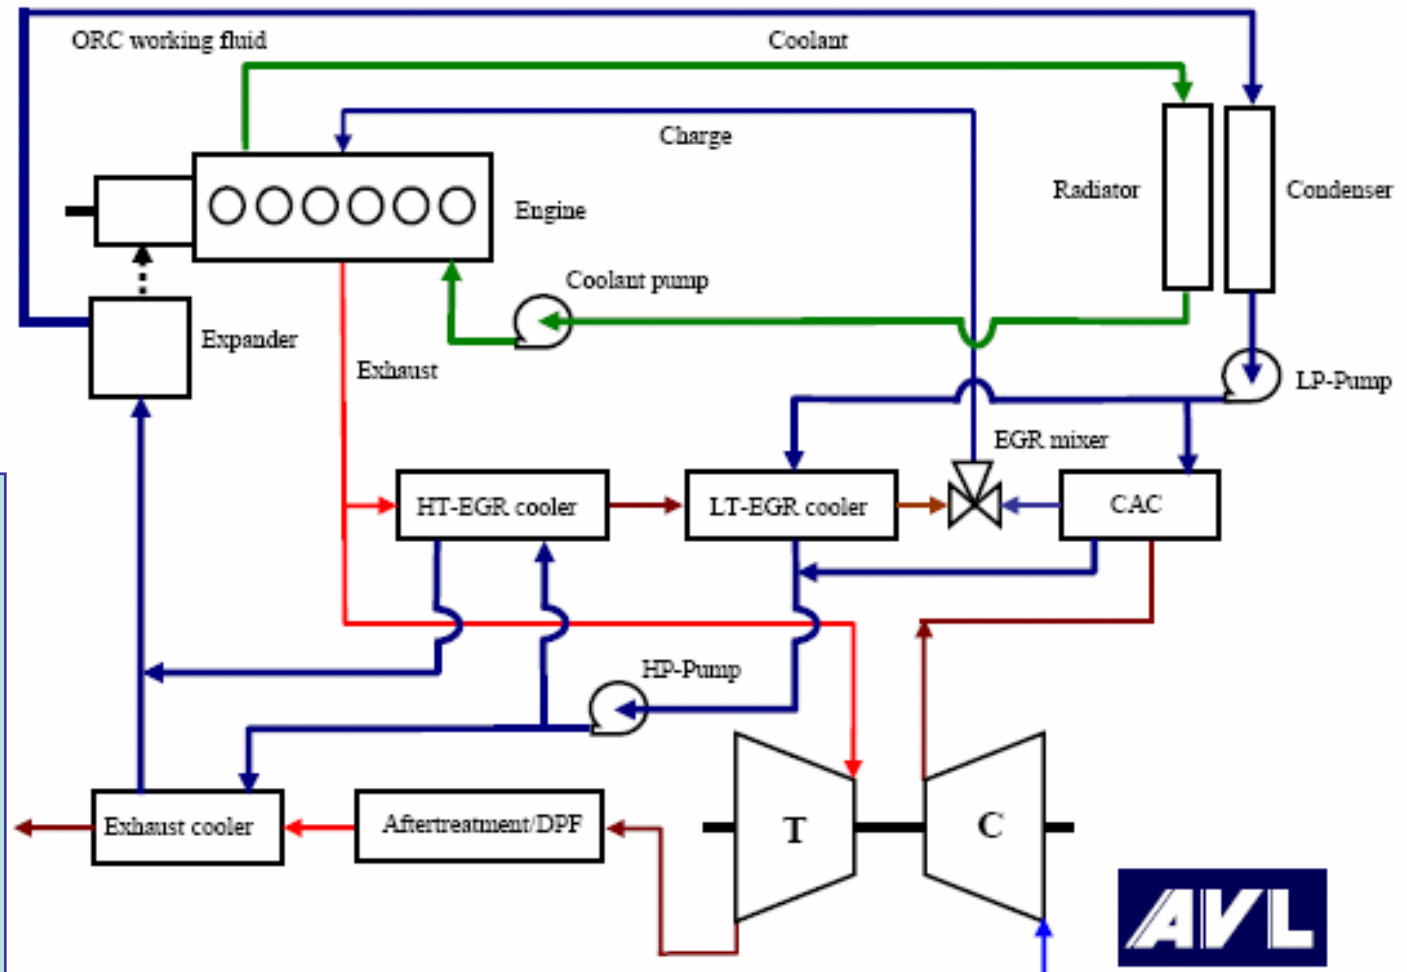 ORC working fluid
Coolant
Charge
Radiator
Condenser
Engine
Coolant pump
Expander
Exhaust
LP-Pump
EGR mixer
HT-EGR cooler
LT-EGR cooler
CAC
HP-Pump
Exhaust cooler
Aftertreatment/DPF
T
C
AVL